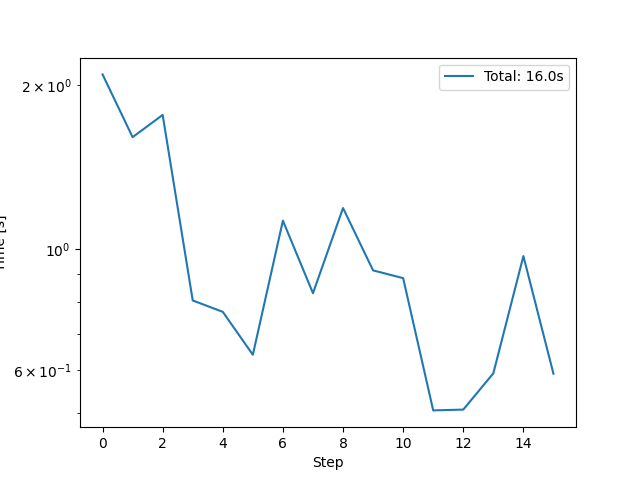 Total: 16.0s
2 × 10⁰
10⁰
6 × 10⁻¹
Time [s]
0 2 4 6 8 10 12 14
Step